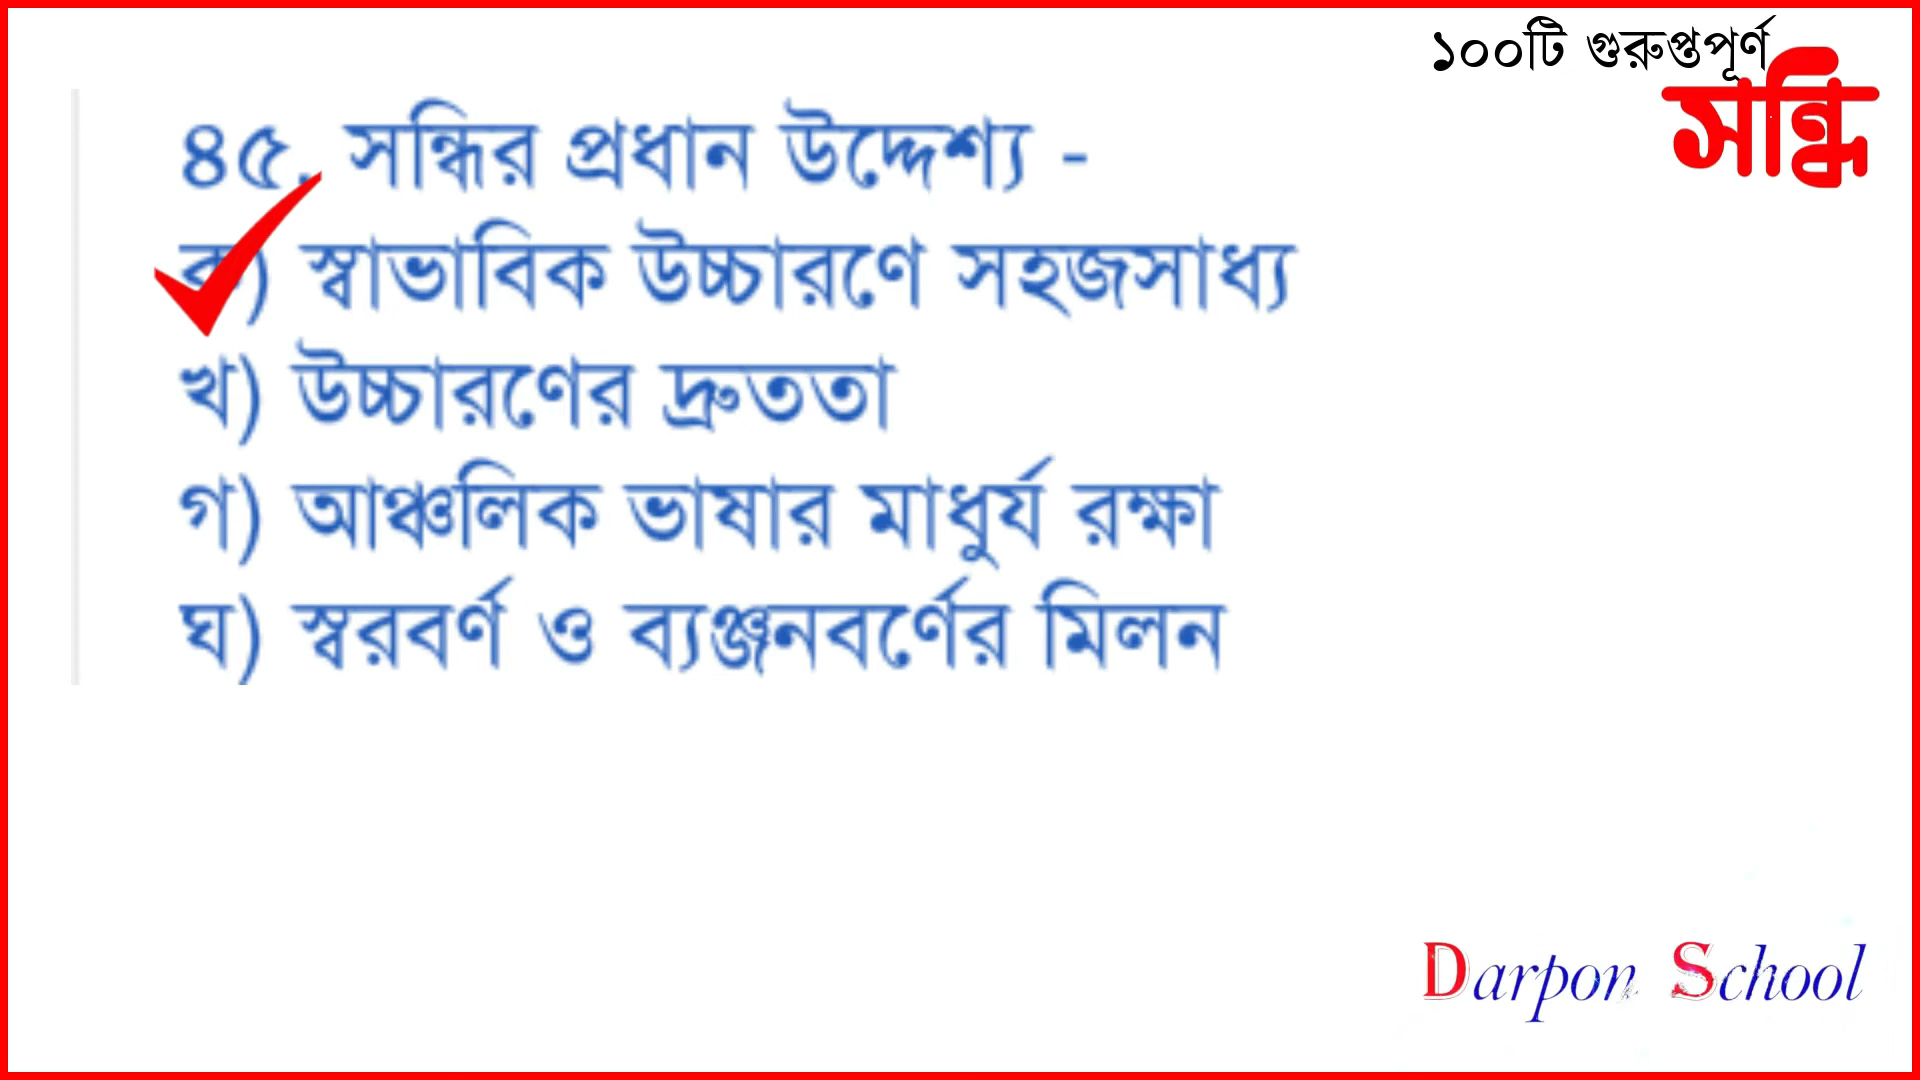 ১০০টি গুরুপ্তপূর্ণ
সন্ধি
৪৫. সন্ধির প্রধান উদ্দেশ্য -
ক) স্বাভাবিক উচ্চারণে সহজসাধ্য
খ) উচ্চারণের দ্রুততা
গ) আঞ্চলিক ভাষার মাধুর্য রক্ষা
ঘ) স্বরবর্ণ ও ব্যঞ্জনবর্ণের মিলন
Darpon School